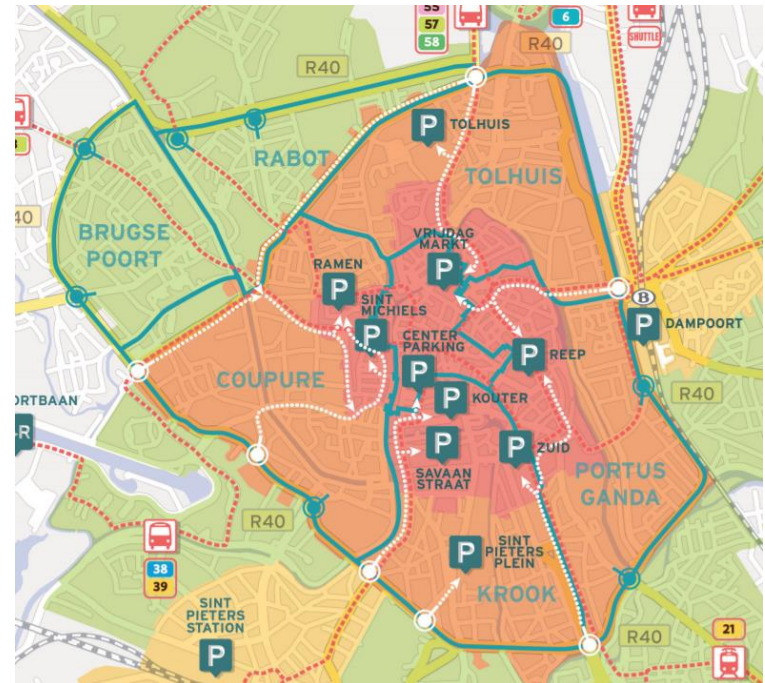 55
57
58
6
SHUTTLE
R40
R40
P
TOLHUIS
RABOT
TOLHUIS
R40
BRUGSE
POORT
VRIJDAG
MARKT
P
RAMEN
P
SINT
MICHIELS
P
B
P
DAMPOORT
CENTER
PARKING
P
P
REEP
COUPURE
KOUTER
P
R40
ORTBAAN
-R
P
SAVAAN
STRAAT
P
ZUID
PORTUS
GANDA
R40
38
39
SINT
PIETERS
PLEIN
P
KROOK
SINT
PIETERS
STATION
P
R40
21